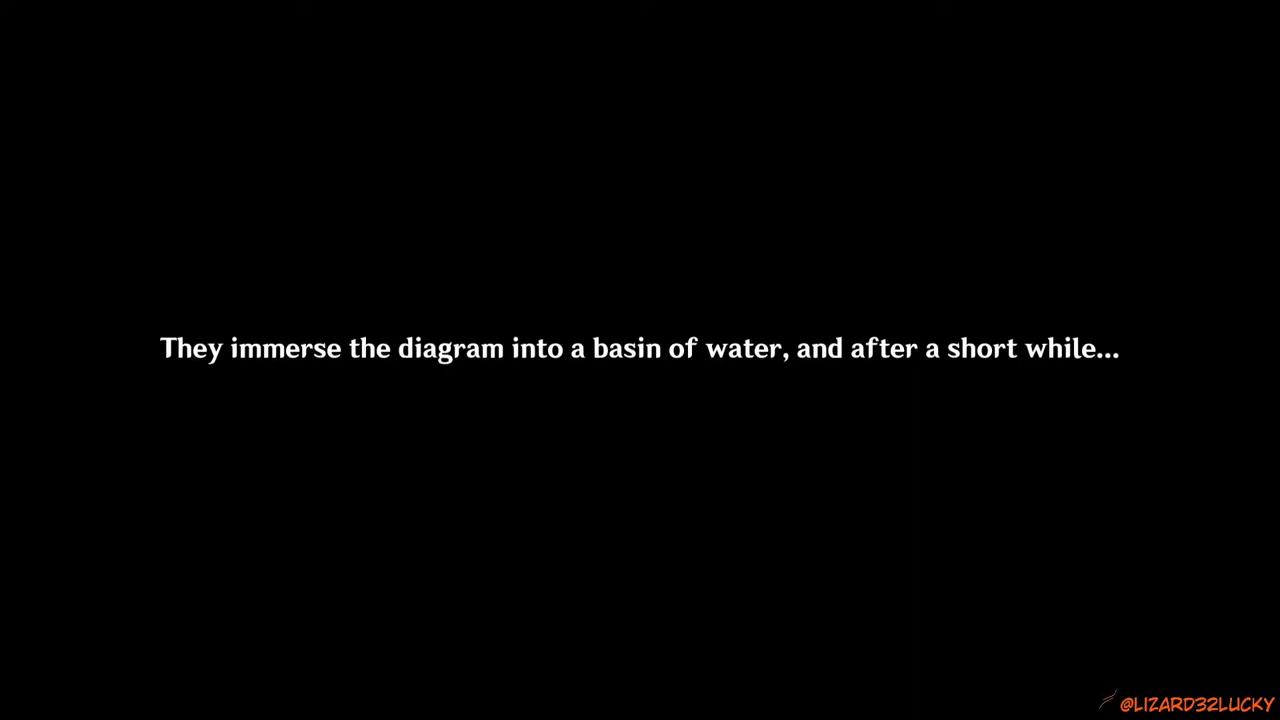 They immerse the diagram into a basin of water, and after a short while...
@LIZARD32LUCKY